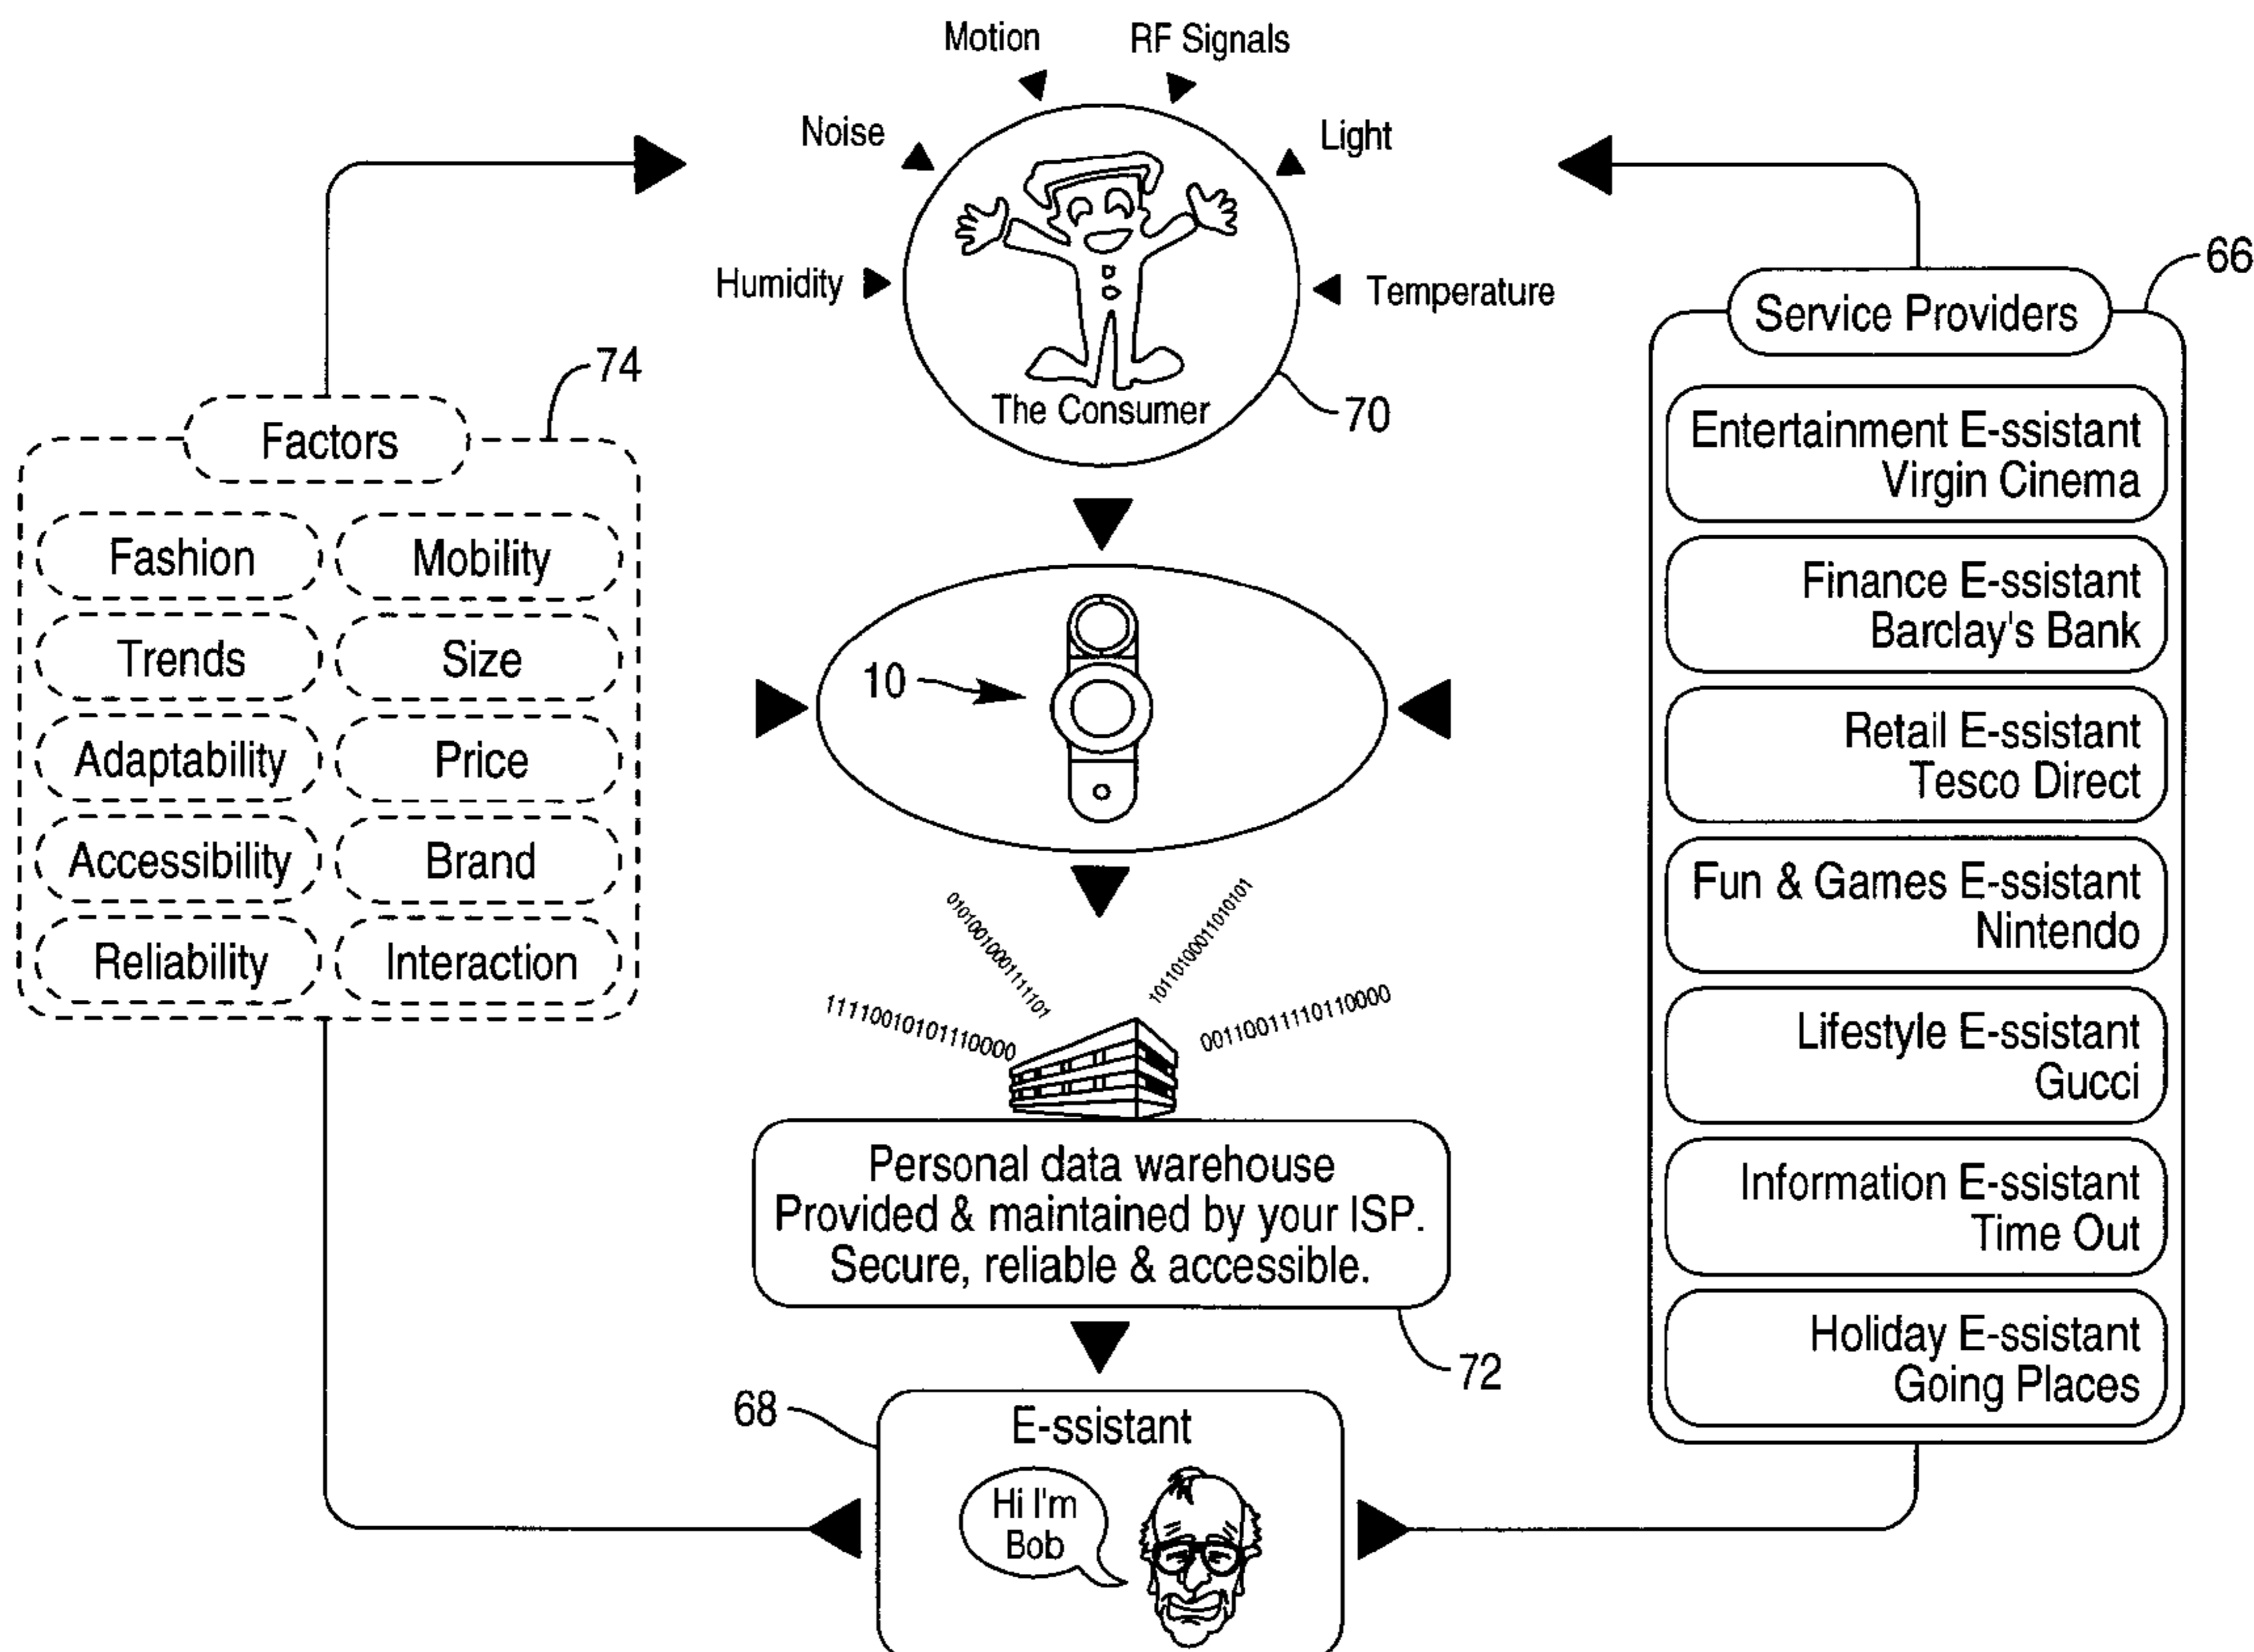 Motion
RF Signals
Noise
Light
Humidity
Temperature
The Consumer
70
66
Service Providers
Entertainment E-ssistant
Virgin Cinema
Finance E-ssistant
Barclay's Bank
Retail E-ssistant
Tesco Direct
Fun & Games E-ssistant
Nintendo
Lifestyle E-ssistant
Gucci
Information E-ssistant
Time Out
Holiday E-ssistant
Going Places
74
Factors
Fashion
Mobility
Trends
Size
Adaptability
Price
Accessibility
Brand
Reliability
Interaction
10
11110010101110000
00110011110110000
Personal data warehouse
Provided & maintained by your ISP.
Secure, reliable & accessible.
72
68
E-ssistant
Hi I'm
Bob